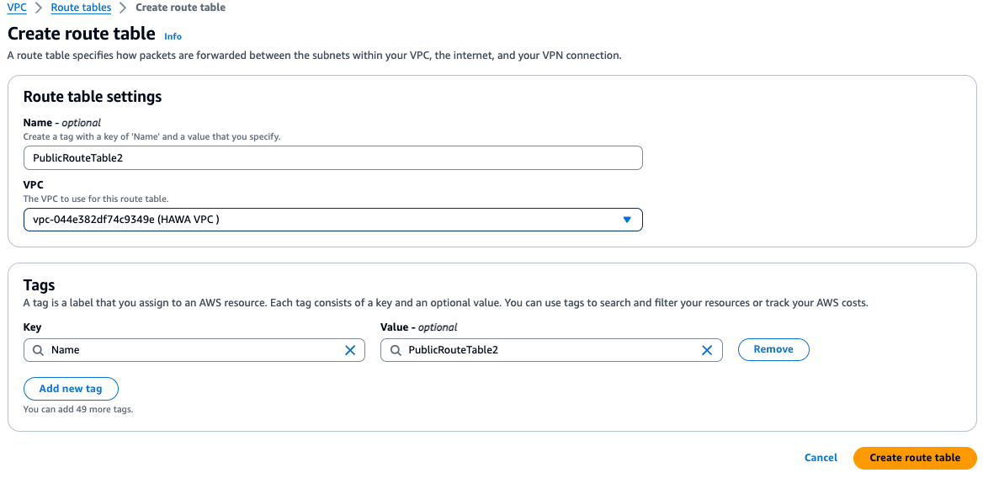 VPC > Route tables > Create route table
Create route table Info
A route table specifies how packets are forwarded between the subnets within your VPC, the internet, and your VPN connection.
Route table settings
Name - optional
Create a tag with a key of 'Name' and a value that you specify.
PublicRouteTable2
VPC
The VPC to use for this route table.
vpc-044e382df74c9349e (HAWA VPC )
Tags
A tag is a label that you assign to an AWS resource. Each tag consists of a key and an optional value. You can use tags to search and filter your resources or track your AWS costs.
Key Value - optional
Name PublicRouteTable2 Remove
Add new tag
You can add 49 more tags.
Cancel Create route table